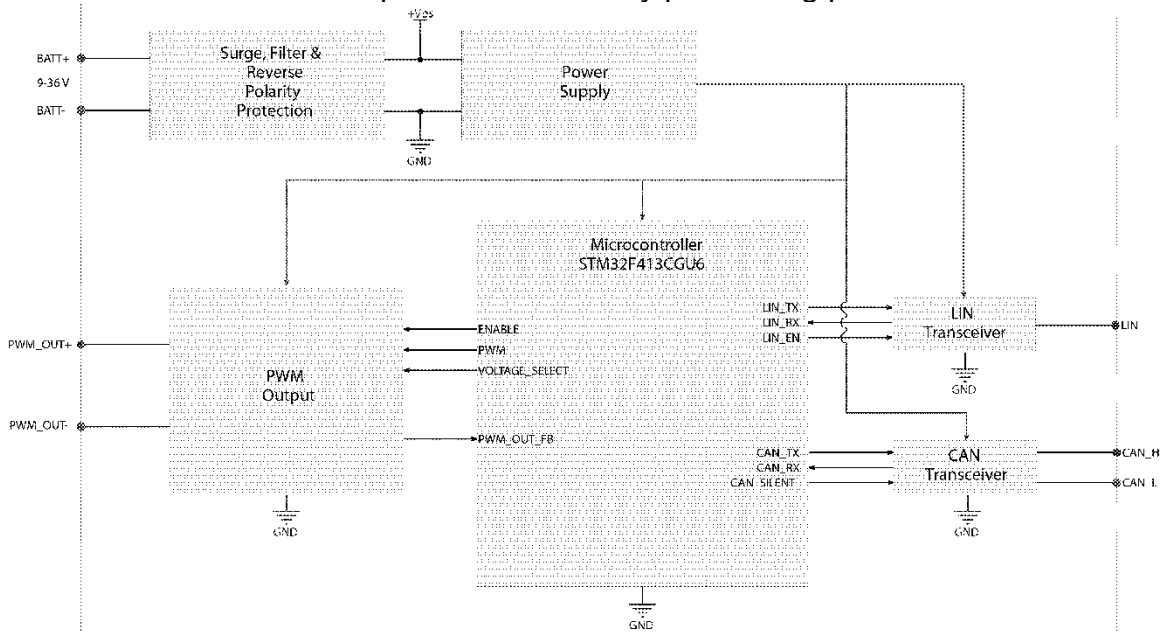 +Vps
BATT+
9-36 V
BATT-
Surge, Filter &
Reverse
Polarity
Protection
Power
Supply
GND
Microcontroller
STM32F413CGU6
LIN_TX
LIN_RX
LIN_EN
LIN
Transceiver
LIN
GND
ENABLE
PWM
VOLTAGE_SELECT
PWM_OUT_FB
PWM_OUT+
PWM_OUT-
PWM
Output
GND
CAN_TX
CAN_RX
CAN_SILENT
CAN
Transceiver
CAN_H
CAN_L
GND
GND